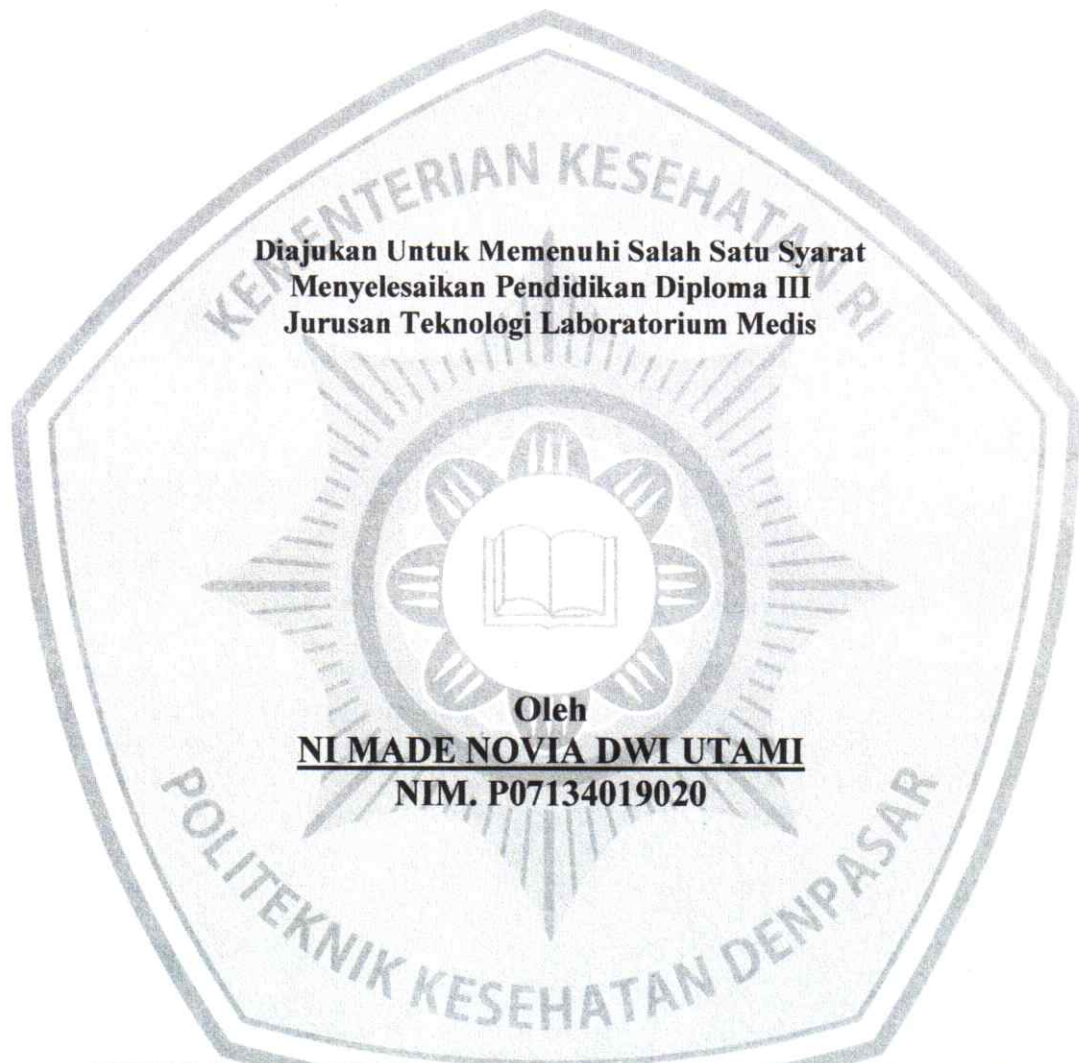 KEMENTERIAN KESEHATAN RI
Diajukan Untuk Memenuhi Salah Satu Syarat
Menyelesaikan Pendidikan Diploma III
Jurusan Teknologi Laboratorium Medis
Oleh
NI MADE NOVIA DWI UTAMI
NIM. P07134019020
POLITEKNIK KESEHATAN DENPASAR